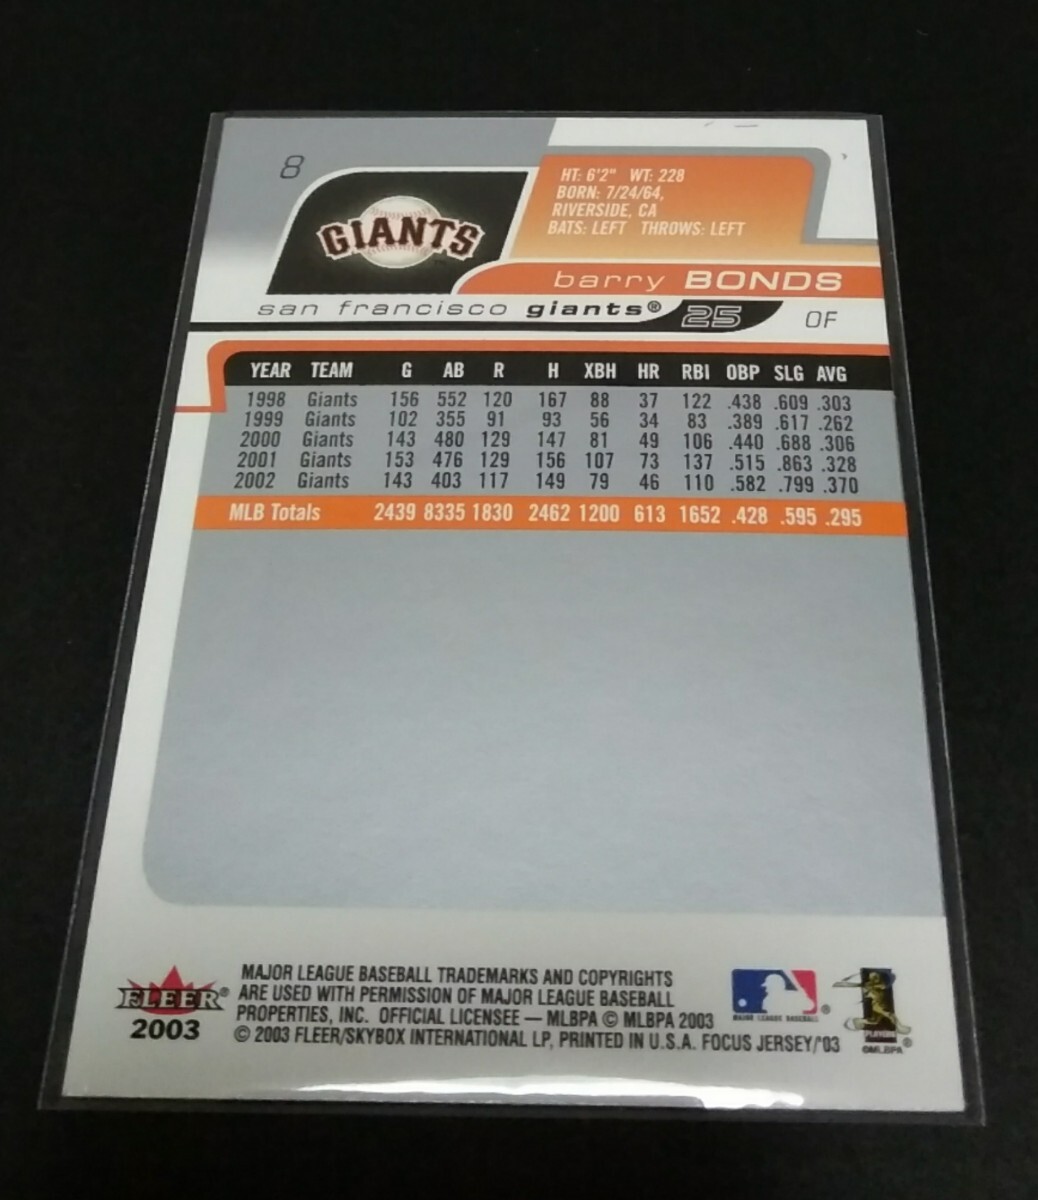 8
GIANTS
HT: 6'2" WT: 228
BORN: 7/24/64,
RIVERSIDE, CA
BATS: LEFT THROWS: LEFT
barry BONDS
san francisco giants® 25 OF
YEAR TEAM G AB R H XBH HR RBI OBP SLG AVG
1998 Giants 156 552 120 167 88 37 122 .438 .609 .303
1999 Giants 102 355 91 93 56 34 83 .389 .617 .262
2000 Giants 143 480 129 147 81 49 106 .440 .688 .306
2001 Giants 153 476 129 156 107 73 137 .515 .863 .328
2002 Giants 143 403 117 149 79 46 110 .582 .799 .370
MLB Totals 2439 8335 1830 2462 1200 613 1652 .428 .595 .295
FLEER®
2003
MAJOR LEAGUE BASEBALL TRADEMARKS AND COPYRIGHTS
ARE USED WITH PERMISSION OF MAJOR LEAGUE BASEBALL
PROPERTIES, INC. OFFICIAL LICENSEE — MLBPA © MLBPA 2003
© 2003 FLEER/SKYBOX INTERNATIONAL LP, PRINTED IN U.S.A. FOCUS JERSEY/'03
MAJOR LEAGUE BASEBALL®
PLAYERS
©MLBPA®